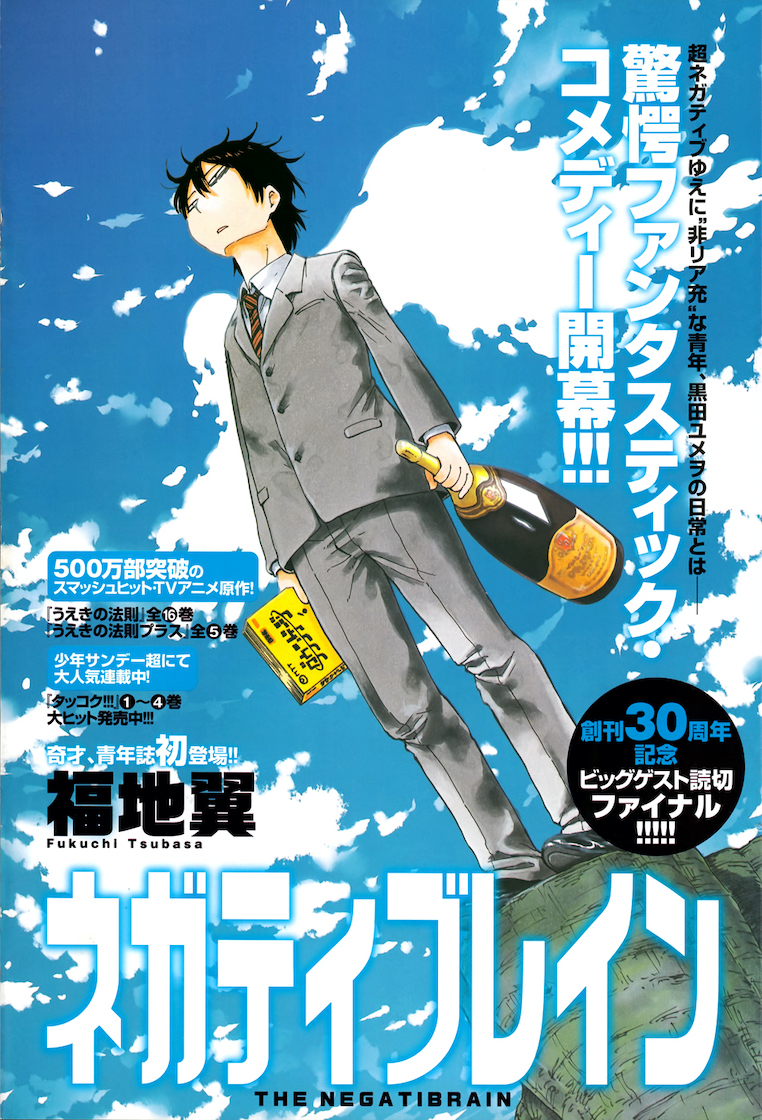 超ネガティブゆえに"非リア充"な青年、黒田ユメヲの日常とは——
驚愕ファンタスティック・
コメディー開幕!!!
500万部突破の
スマッシュヒット・TVアニメ原作!
『うえきの法則』全⑯巻
『うえきの法則プラス』全⑤巻
少年サンデー超にて
大人気連載中!
『タッコク!!!』❶〜❹巻
大ヒット発売中!!!
奇才、青年誌初登場!!
福地翼
Fukuchi Tsubasa
創刊30周年
記念
ビッグゲスト読切
ファイナル
!!!!!
ネガティブレイン
THE NEGATIBRAIN